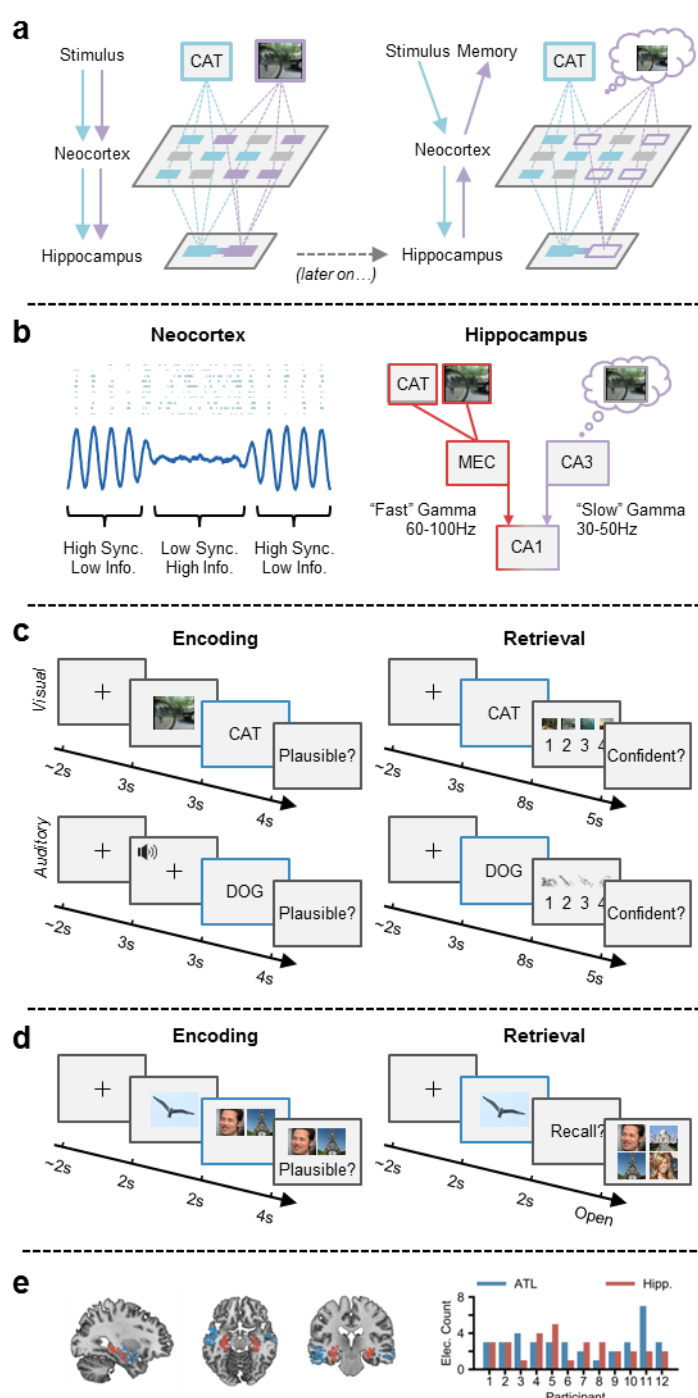 a
Stimulus
CAT
Neocortex
Hippocampus
(later on…)
Stimulus Memory
CAT
Neocortex
Hippocampus
b
Neocortex
High Sync.
Low Info.
Low Sync.
High Info.
High Sync.
Low Info.
Hippocampus
CAT
MEC
CA3
“Fast” Gamma
60-100Hz
“Slow” Gamma
30-50Hz
CA1
c
Encoding
Retrieval
Visual
+
CAT
Plausible?
~2s
3s
3s
4s
+
CAT
1 2 3 4
Confident?
~2s
3s
8s
5s
Auditory
+
+
DOG
Plausible?
~2s
3s
3s
4s
+
DOG
1 2 3 4
Confident?
~2s
3s
8s
5s
d
Encoding
Retrieval
+
Plausible?
~2s
2s
2s
4s
+
Recall?
~2s
2s
2s
Open
e
ATL
Hipp.
Elec. Count
8
4
0
1 2 3 4 5 6 7 8 9 10 11 12
Participant